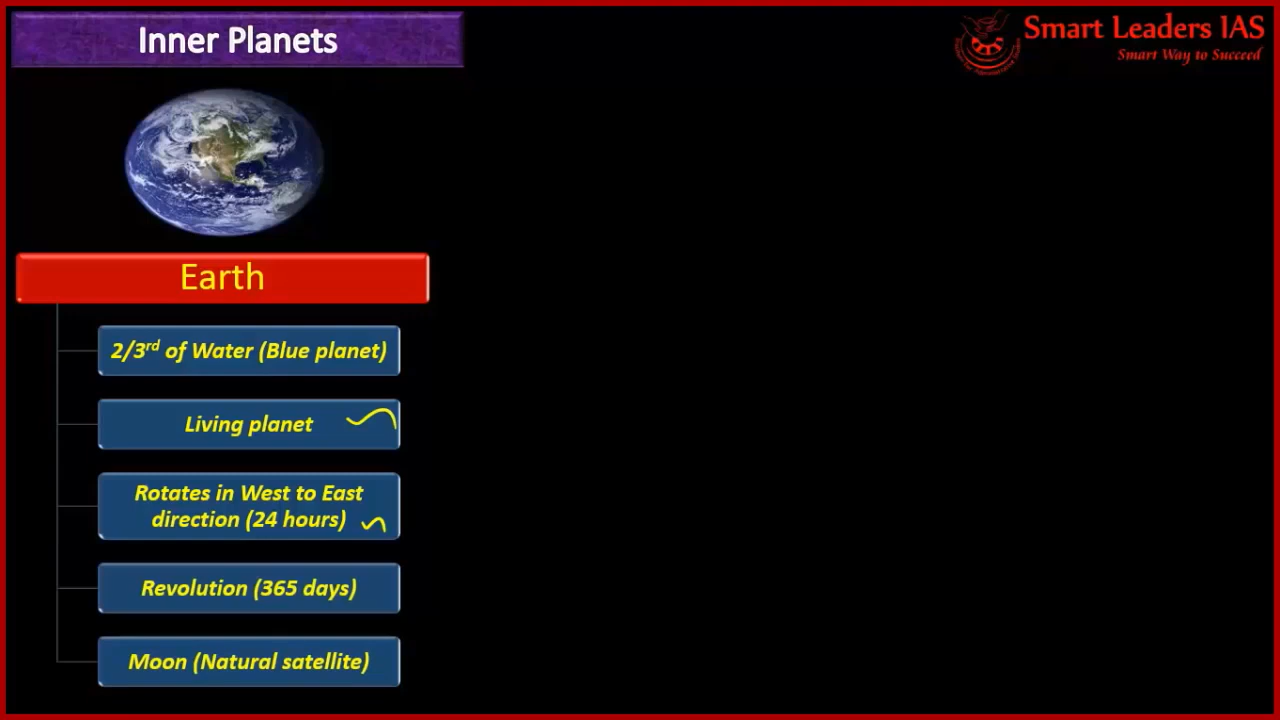 Inner Planets
Smart Leaders IAS
Smart Way to Succeed
Earth
2/3rd of Water (Blue planet)
Living planet
Rotates in West to East
direction (24 hours)
Revolution (365 days)
Moon (Natural satellite)